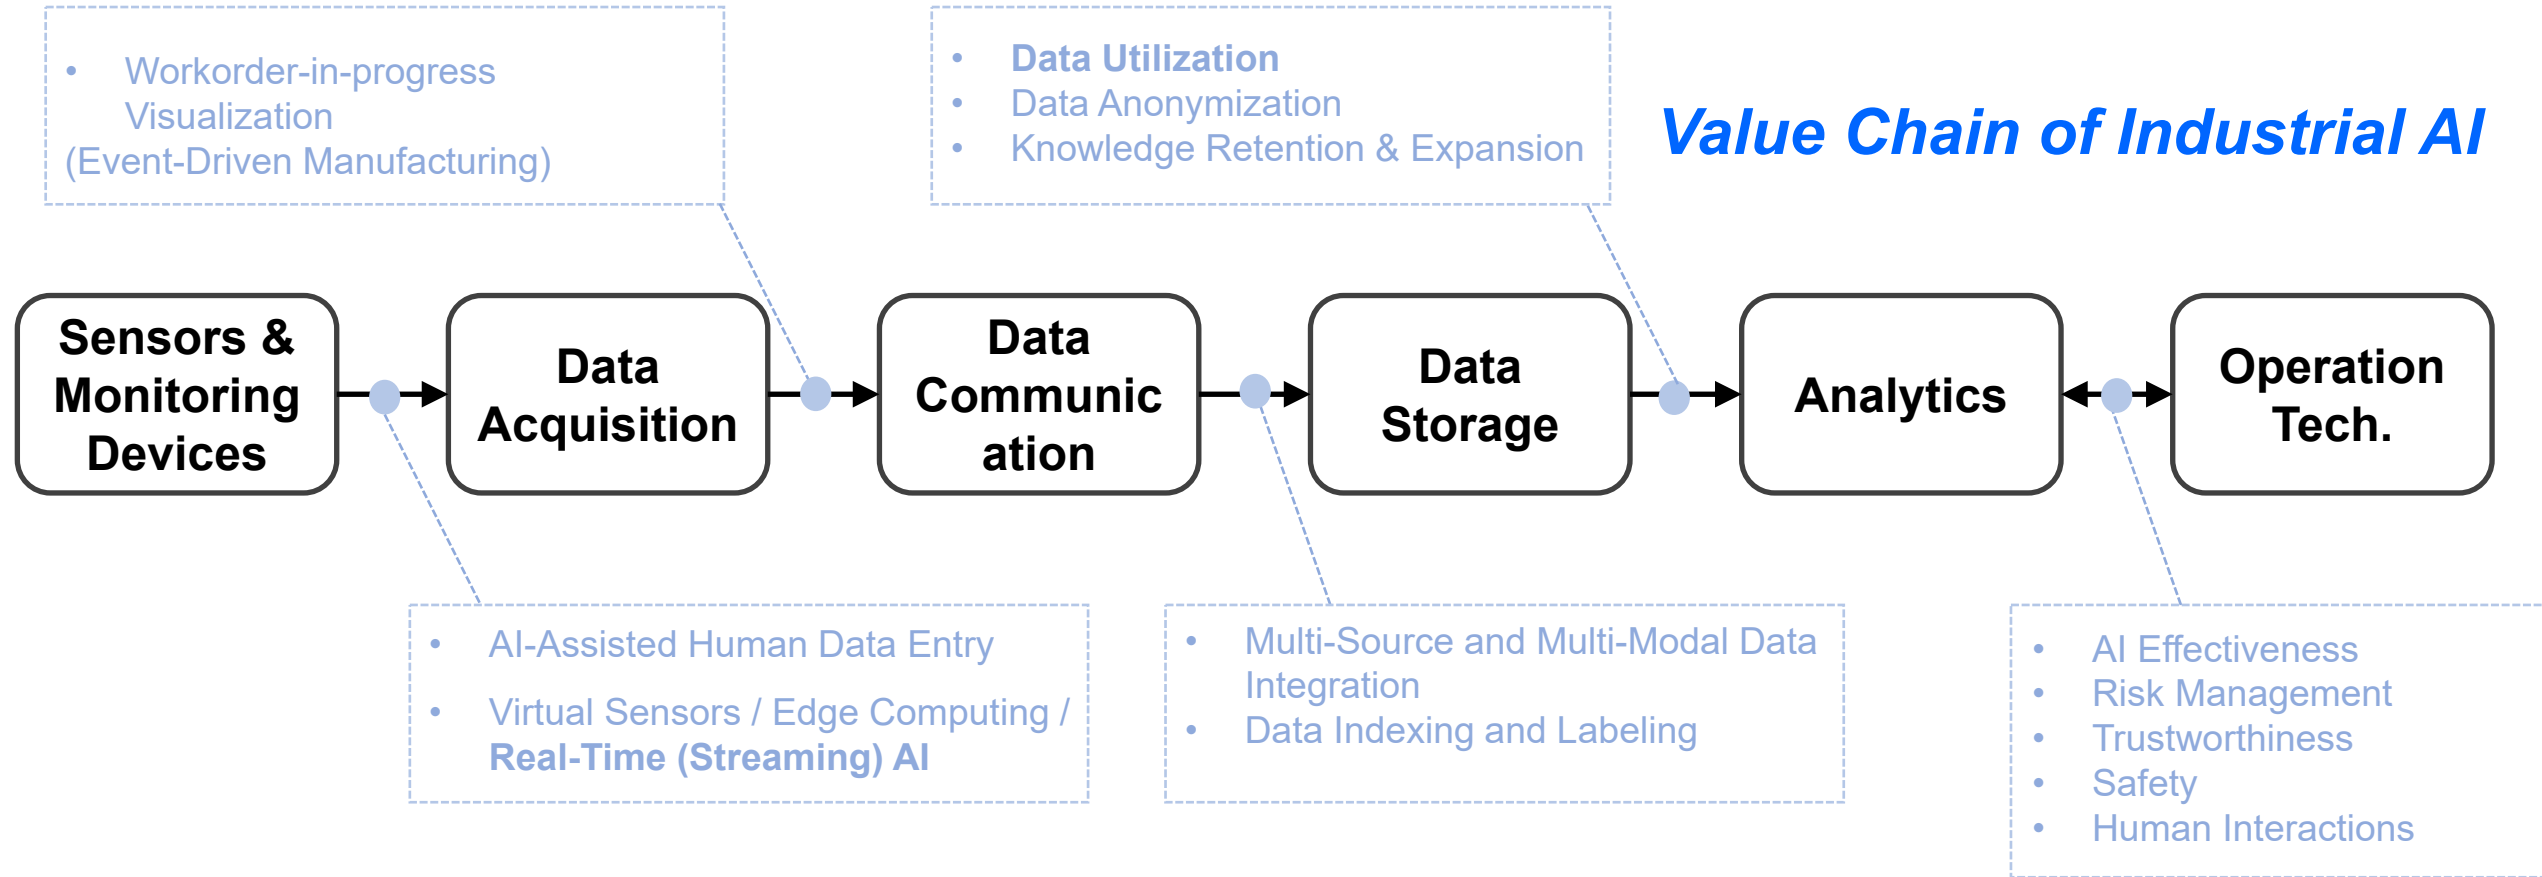 • Workorder-in-progress
Visualization
(Event-Driven Manufacturing)
• Data Utilization
• Data Anonymization
• Knowledge Retention & Expansion
Value Chain of Industrial AI
Sensors &
Monitoring
Devices
Data
Acquisition
Data
Communic
ation
Data
Storage
Analytics
Operation
Tech.
• AI-Assisted Human Data Entry
• Virtual Sensors / Edge Computing /
Real-Time (Streaming) AI
• Multi-Source and Multi-Modal Data
Integration
• Data Indexing and Labeling
• AI Effectiveness
• Risk Management
• Trustworthiness
• Safety
• Human Interactions